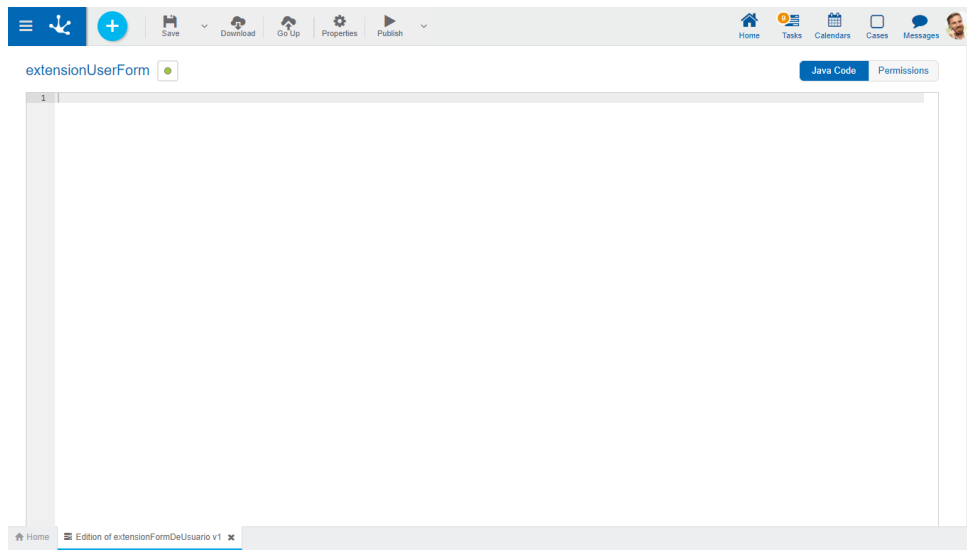 Save
Download
Go Up
Properties
Publish
Home
0
Tasks
Calendars
Cases
Messages
extensionUserForm
Java Code
Permissions
1
Home
Edition of extensionFormDeUsuario v1